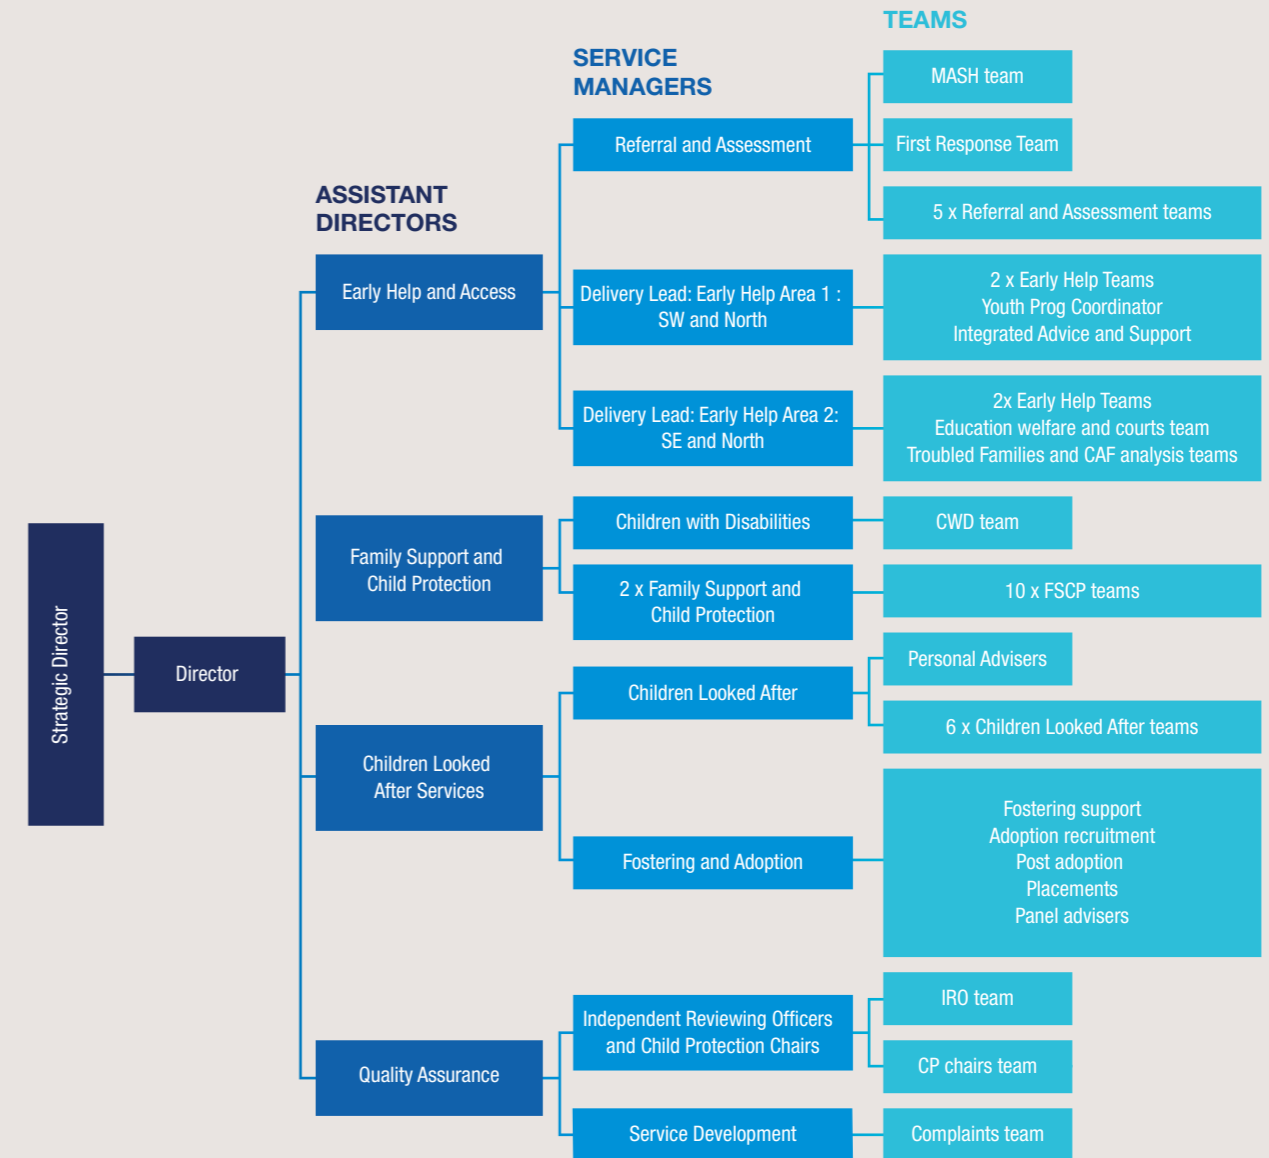 TEAMS
SERVICE
MANAGERS
ASSISTANT
DIRECTORS
Strategic Director
Director
Early Help and Access
Referral and Assessment
MASH team
First Response Team
5 x Referral and Assessment teams
Delivery Lead: Early Help Area 1 :
SW and North
2 x Early Help Teams
Youth Prog Coordinator
Integrated Advice and Support
Delivery Lead: Early Help Area 2:
SE and North
2x Early Help Teams
Education welfare and courts team
Troubled Families and CAF analysis teams
Family Support and
Child Protection
Children with Disabilities
CWD team
2 x Family Support and
Child Protection
10 x FSCP teams
Children Looked
After Services
Children Looked After
Personal Advisers
6 x Children Looked After teams
Fostering and Adoption
Fostering support
Adoption recruitment
Post adoption
Placements
Panel advisers
Quality Assurance
Independent Reviewing Officers
and Child Protection Chairs
IRO team
CP chairs team
Service Development
Complaints team